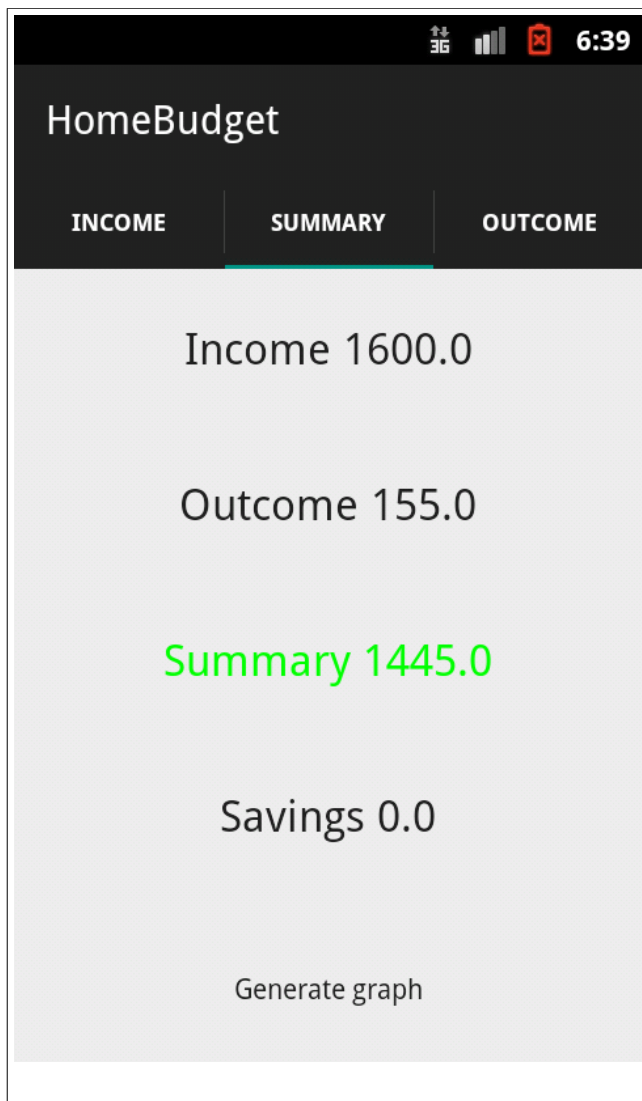 3G 6:39
HomeBudget
INCOME SUMMARY OUTCOME
Income 1600.0
Outcome 155.0
Summary 1445.0
Savings 0.0
Generate graph